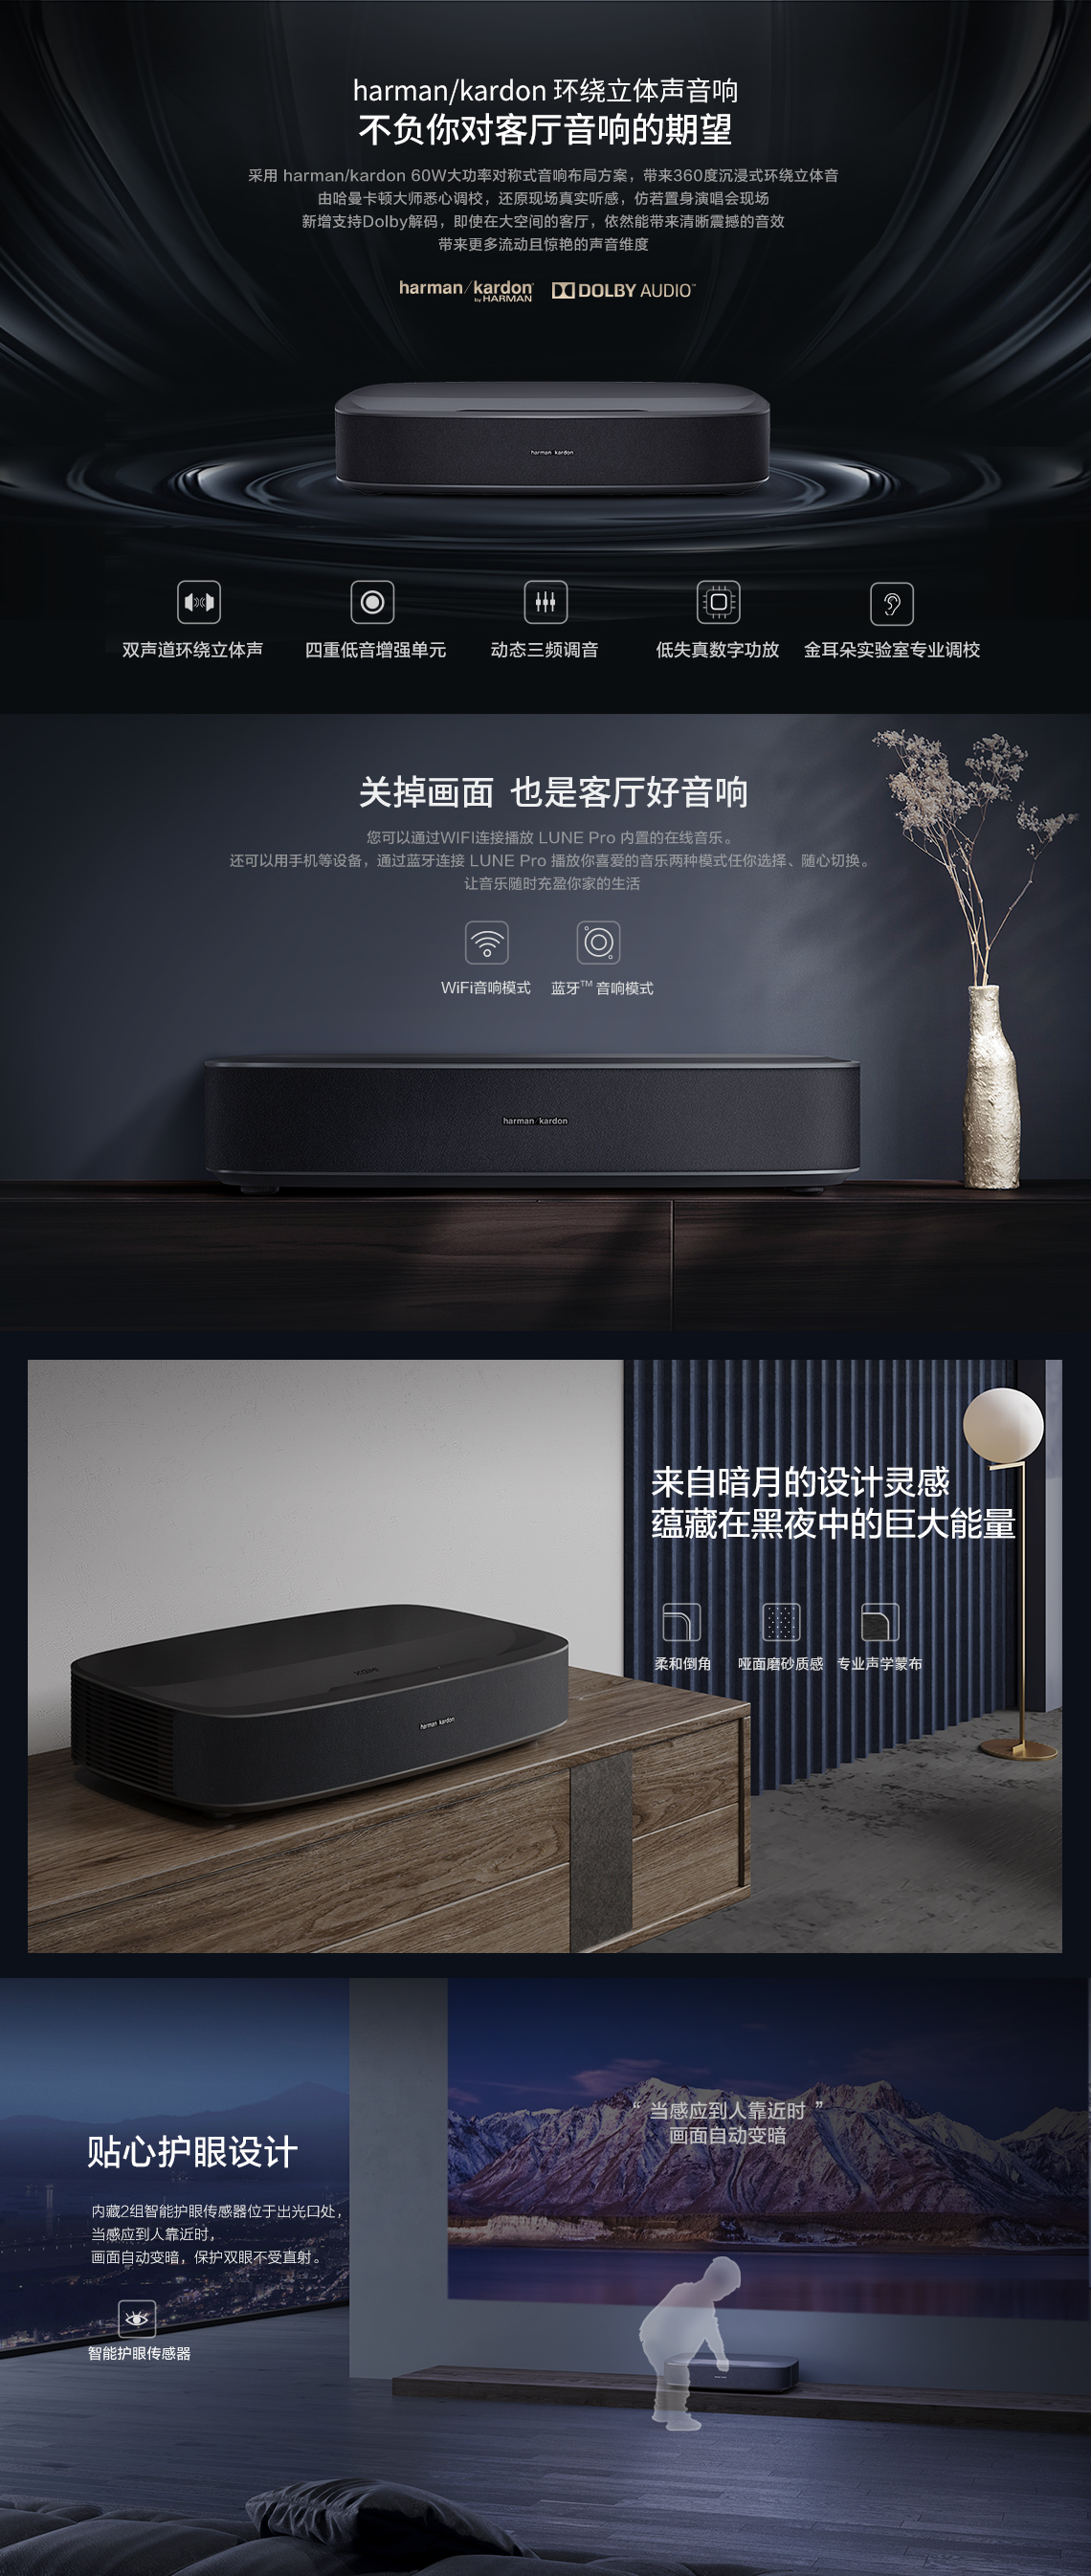 harman/kardon 环绕立体声音响
不负你对客厅音响的期望
采用 harman/kardon 60W大功率对称式音响布局方案，带来360度沉浸式环绕立体音
由哈曼卡顿大师悉心调校，还原现场真实听感，仿若置身演唱会现场
新增支持Dolby解码，即使在大空间的客厅，依然能带来清晰震撼的音效
带来更多流动且惊艳的声音维度
harman/kardon by HARMAN
DOLBY AUDIO™
harman/kardon
双声道环绕立体声
四重低音增强单元
动态三频调音
低失真数字功放
金耳朵实验室专业调校
关掉画面 也是客厅好音响
您可以通过WIFI连接播放 LUNE Pro 内置的在线音乐。
还可以用手机等设备，通过蓝牙连接 LUNE Pro 播放你喜爱的音乐两种模式任你选择、随心切换。
让音乐随时充盈你家的生活
WiFi音响模式
蓝牙™ 音响模式
harman/kardon
来自暗月的设计灵感
蕴藏在黑夜中的巨大能量
柔和倒角
哑面磨砂质感
专业声学蒙布
harman/kardon
“ 当感应到人靠近时 ”
画面自动变暗
贴心护眼设计
内藏2组智能护眼传感器位于出光口处，
当感应到人靠近时，
画面自动变暗，保护双眼不受直射。
智能护眼传感器